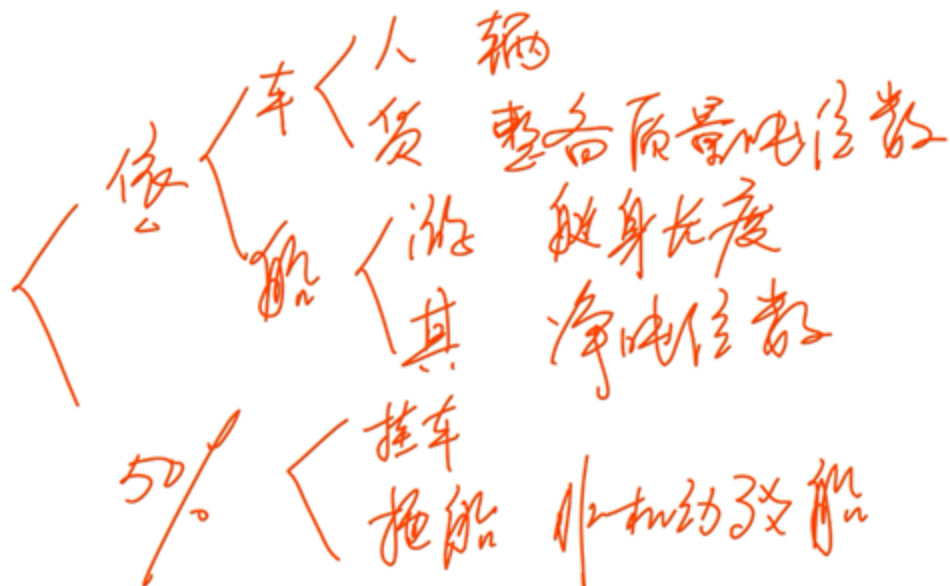 人 辆
车
货 整备质量吨位数
依
游 艇身长度
船
其 净吨位数
挂车
50%
拖船 非机动驳船